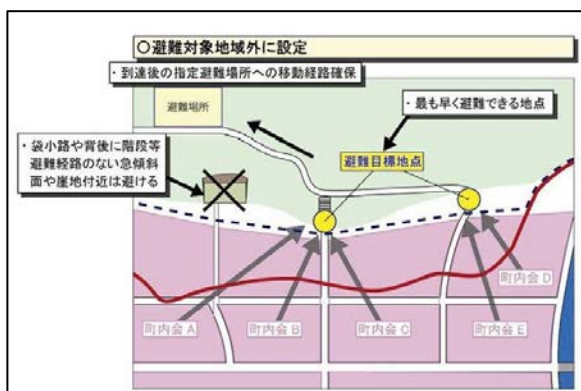 〇避難対象地域外に設定
・到達後の指定避難場所への移動経路確保
避難場所
・最も早く避難できる地点
・袋小路や背後に階段等
避難経路のない急傾斜
面や崖地付近は避ける
避難目標地点
町内会D
町内会A
町内会B
町内会C
町内会E